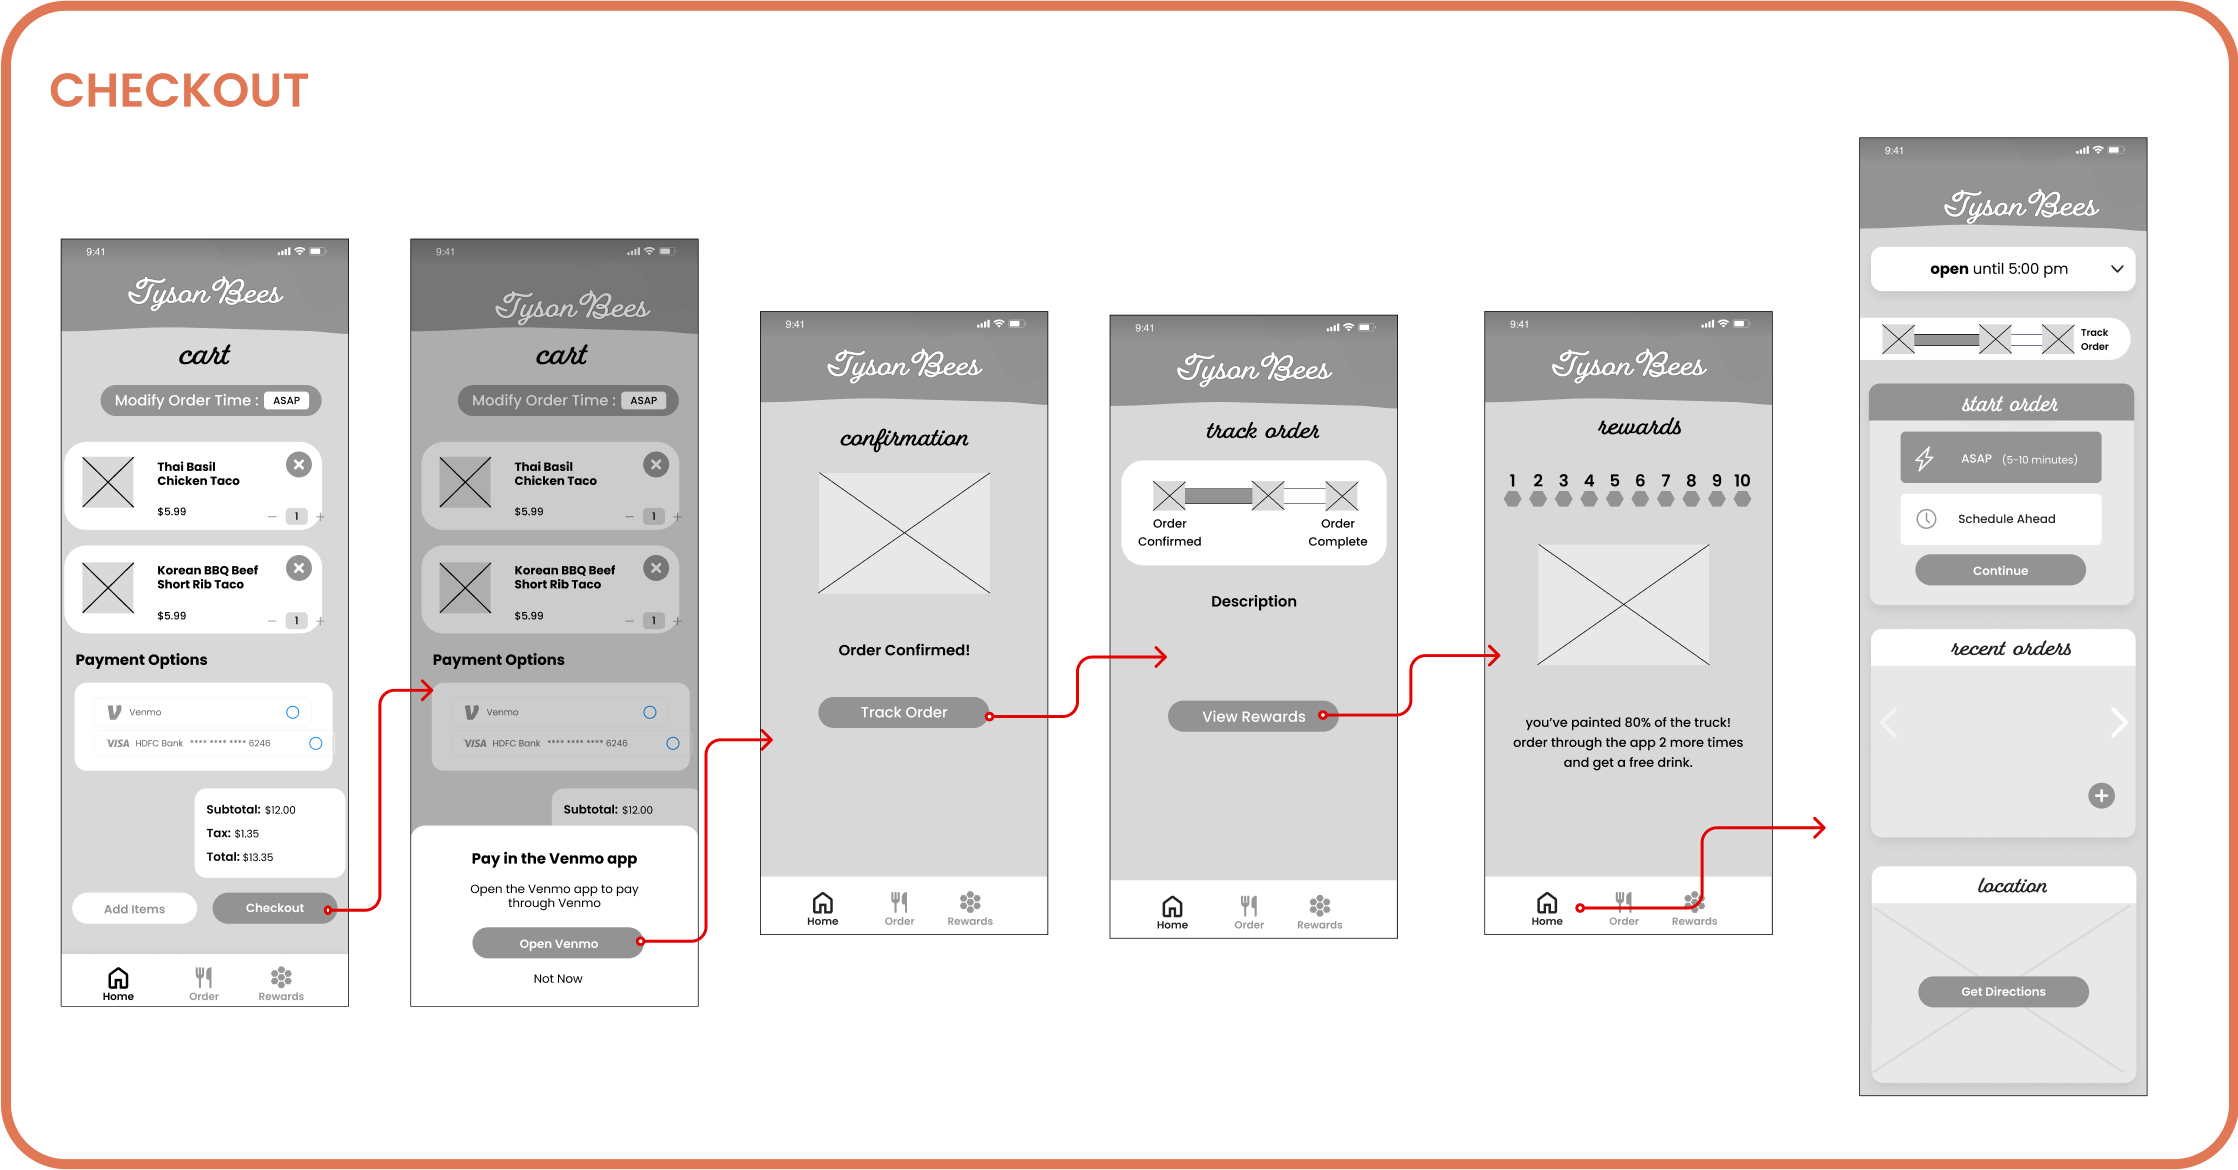 CHECKOUT
9:41
Tyson Bees
cart
Modify Order Time : ASAP
Thai Basil
Chicken Taco
$5.99
− 1 +
Korean BBQ Beef
Short Rib Taco
$5.99
− 1 +
Payment Options
Venmo
VISA HDFC Bank **** **** **** 6246
Subtotal: $12.00
Tax: $1.35
Total: $13.35
Add Items
Checkout
Home Order Rewards
9:41
Tyson Bees
cart
Modify Order Time : ASAP
Thai Basil
Chicken Taco
$5.99
− 1 +
Korean BBQ Beef
Short Rib Taco
$5.99
− 1 +
Payment Options
Venmo
VISA HDFC Bank **** **** **** 6246
Subtotal: $12.00
Pay in the Venmo app
Open the Venmo app to pay
through Venmo
Open Venmo
Not Now
9:41
Tyson Bees
confirmation
Order Confirmed!
Track Order
Home Order Rewards
9:41
Tyson Bees
track order
Order
Confirmed
Order
Complete
Description
View Rewards
Home Order Rewards
9:41
Tyson Bees
rewards
1 2 3 4 5 6 7 8 9 10
you've painted 80% of the truck!
order through the app 2 more times
and get a free drink.
Home Order Rewards
9:41
Tyson Bees
open until 5:00 pm
Track
Order
start order
ASAP (5-10 minutes)
Schedule Ahead
Continue
recent orders
location
Get Directions